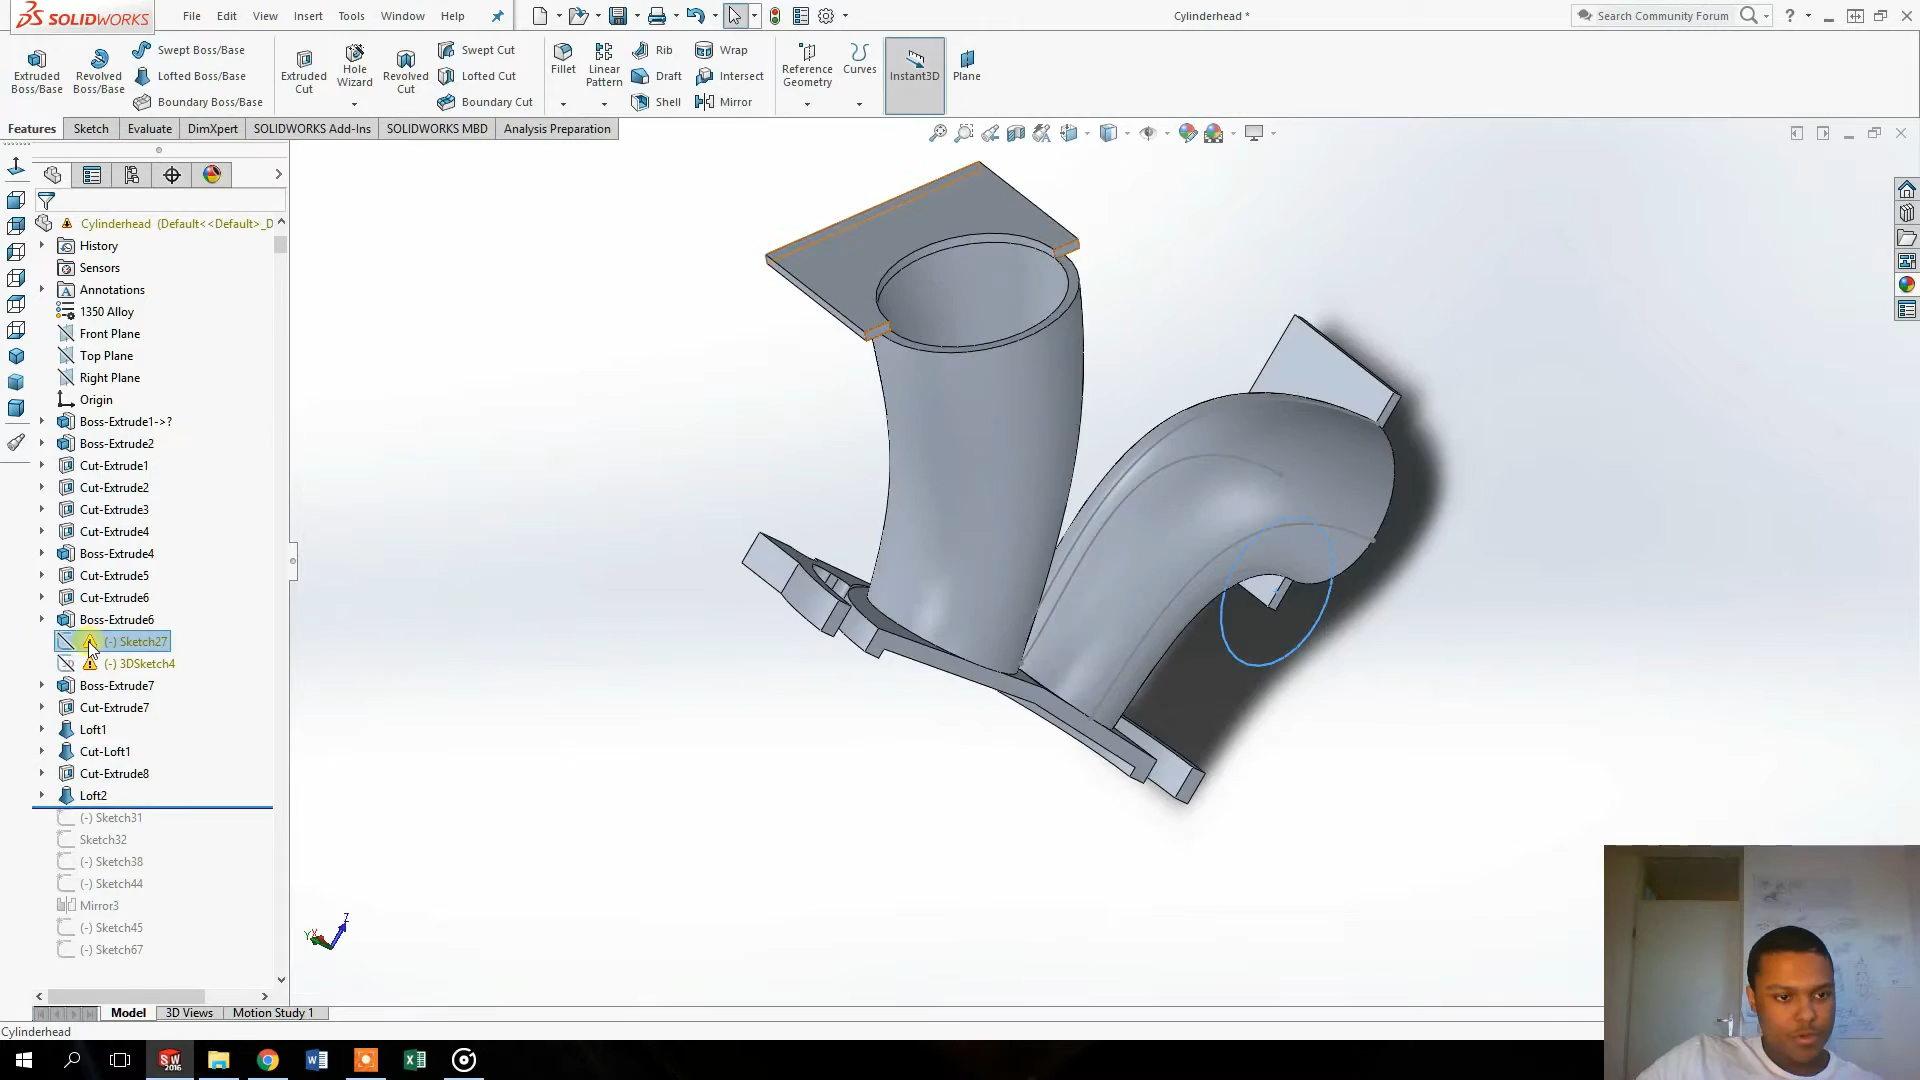 SOLIDWORKS File Edit View Insert Tools Window Help Cylinderhead * Search Community Forum ?
Extruded Boss/Base
Revolved Boss/Base
Swept Boss/Base
Lofted Boss/Base
Boundary Boss/Base
Extruded Cut
Hole Wizard
Revolved Cut
Swept Cut
Lofted Cut
Boundary Cut
Fillet
Linear Pattern
Rib
Draft
Shell
Wrap
Intersect
Mirror
Reference Geometry
Curves
Instant3D
Plane
Features Sketch Evaluate DimXpert SOLIDWORKS Add-Ins SOLIDWORKS MBD Analysis Preparation
Cylinderhead (Default<<Default>_D
History
Sensors
Annotations
1350 Alloy
Front Plane
Top Plane
Right Plane
Origin
Boss-Extrude1->?
Boss-Extrude2
Cut-Extrude1
Cut-Extrude2
Cut-Extrude3
Cut-Extrude4
Boss-Extrude4
Cut-Extrude5
Cut-Extrude6
Boss-Extrude6
(-) Sketch27
(-) 3DSketch4
Boss-Extrude7
Cut-Extrude7
Loft1
Cut-Loft1
Cut-Extrude8
Loft2
(-) Sketch31
Sketch32
(-) Sketch38
(-) Sketch44
Mirror3
(-) Sketch45
(-) Sketch67
Y X Z
Model 3D Views Motion Study 1
Cylinderhead
SW 2016